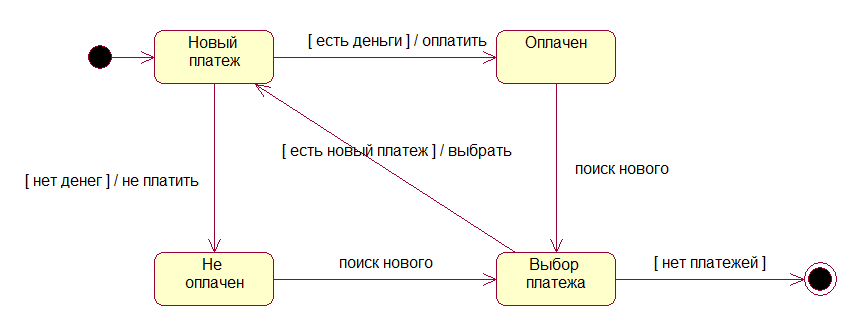 Новый
платеж
[ есть деньги ] / оплатить
Оплачен
[ есть новый платеж ] / выбрать
поиск нового
[ нет денег ] / не платить
Не
оплачен
поиск нового
Выбор
платежа
[ нет платежей ]